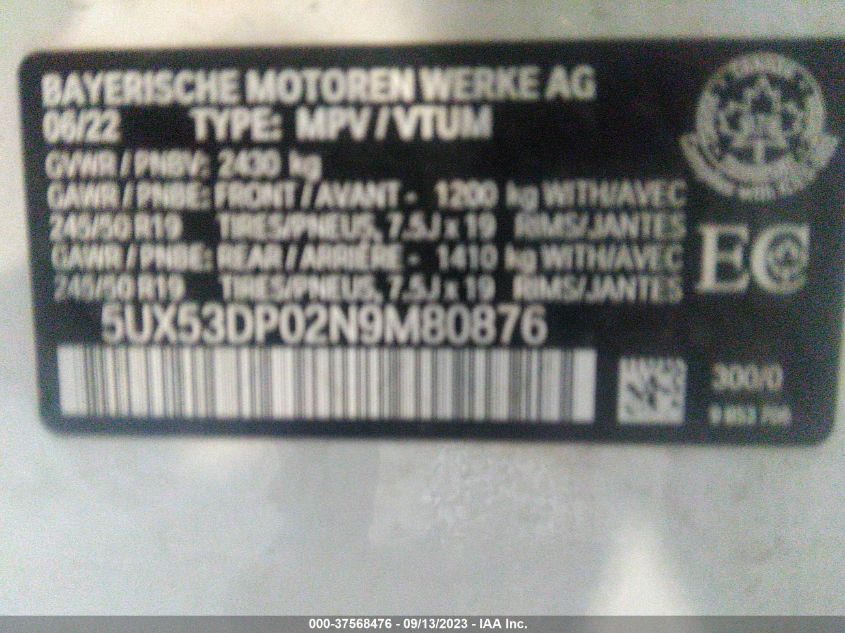 BAYERISCHE MOTOREN WERKE AG
06/22 TYPE: MPV/VTUM
GVWR / PNBV: 2430 kg
GAWR / PNBE: FRONT / AVANT - 1200 kg WITH/AVEC
245/50 R19 TIRES/PNEUS, 7.5J x 19 RIMS/JANTES
GAWR / PNBE: REAR / ARRIÈRE - 1410 kg WITH/AVEC
245/50 R19 TIRES/PNEUS, 7.5J x 19 RIMS/JANTES
EC
5UX53DP02N9M80876
300/0
000-37568476 - 09/13/2023 - IAA Inc.